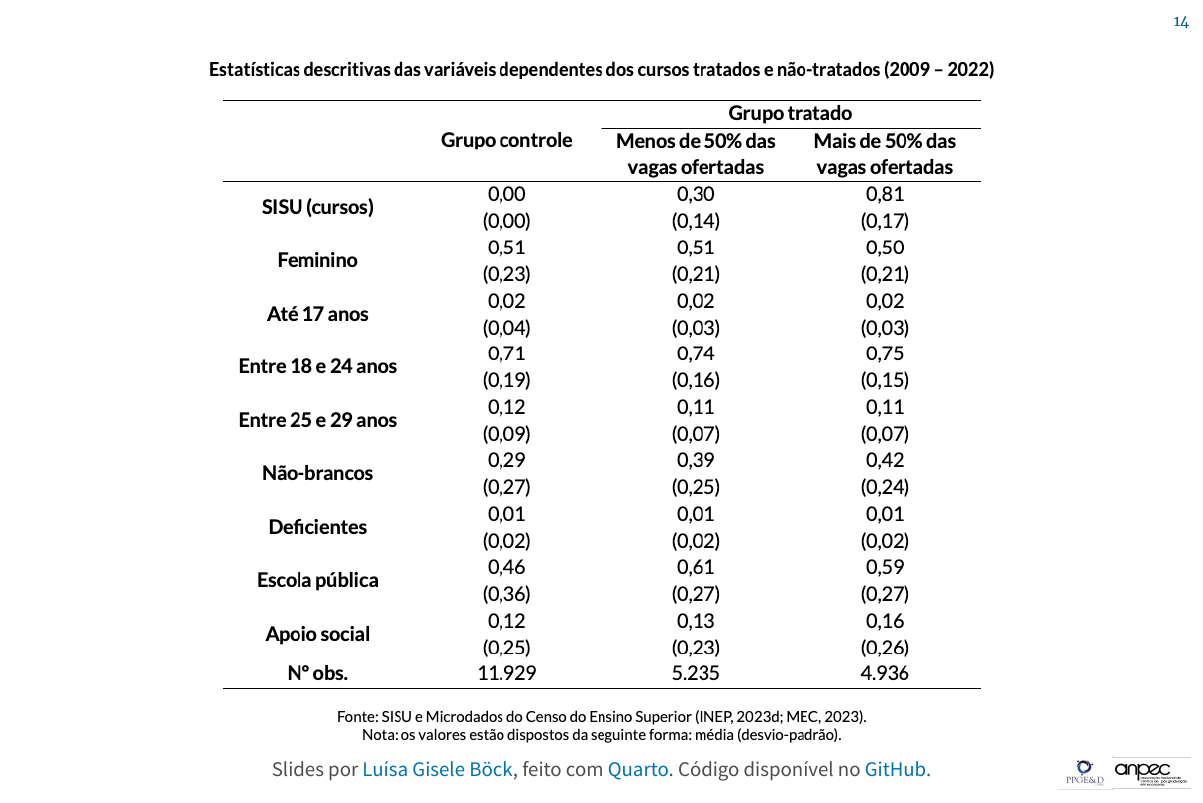 14
Estatísticas descritivas das variáveis dependentes dos cursos tratados e não-tratados (2009 – 2022)
Grupo tratado
Grupo controle Menos de 50% das Mais de 50% das
vagas ofertadas vagas ofertadas
SISU (cursos) 0,00 0,30 0,81
(0,00) (0,14) (0,17)
Feminino 0,51 0,51 0,50
(0,23) (0,21) (0,21)
Até 17 anos 0,02 0,02 0,02
(0,04) (0,03) (0,03)
Entre 18 e 24 anos 0,71 0,74 0,75
(0,19) (0,16) (0,15)
Entre 25 e 29 anos 0,12 0,11 0,11
(0,09) (0,07) (0,07)
Não-brancos 0,29 0,39 0,42
(0,27) (0,25) (0,24)
Deficientes 0,01 0,01 0,01
(0,02) (0,02) (0,02)
Escola pública 0,46 0,61 0,59
(0,36) (0,27) (0,27)
Apoio social 0,12 0,13 0,16
(0,25) (0,23) (0,26)
Nº obs. 11.929 5.235 4.936
Fonte: SISU e Microdados do Censo do Ensino Superior (INEP, 2023d; MEC, 2023).
Nota: os valores estão dispostos da seguinte forma: média (desvio-padrão).
Slides por Luísa Gisele Böck, feito com Quarto. Código disponível no GitHub.
PPGE&D
anpec